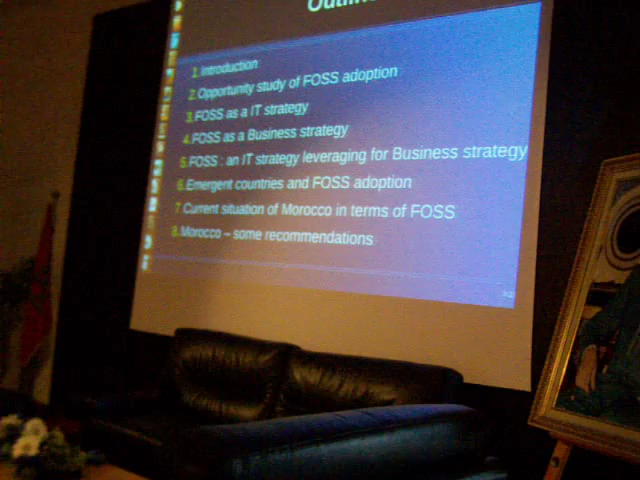 Outline
1. Introduction
2. Opportunity study of FOSS adoption
3. FOSS as a IT strategy
4. FOSS as a Business strategy
5. FOSS : an IT strategy leveraging for Business strategy
6. Emergent countries and FOSS adoption
7 Current situation of Morocco in terms of FOSS
8. Morocco – some recommendations